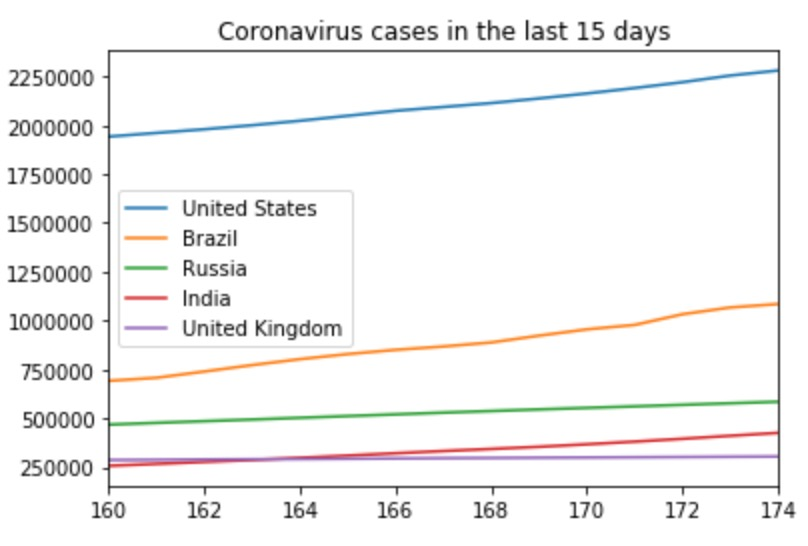 Coronavirus cases in the last 15 days
2250000
2000000
1750000
1500000
1250000
1000000
750000
500000
250000
United States
Brazil
Russia
India
United Kingdom
160 162 164 166 168 170 172 174